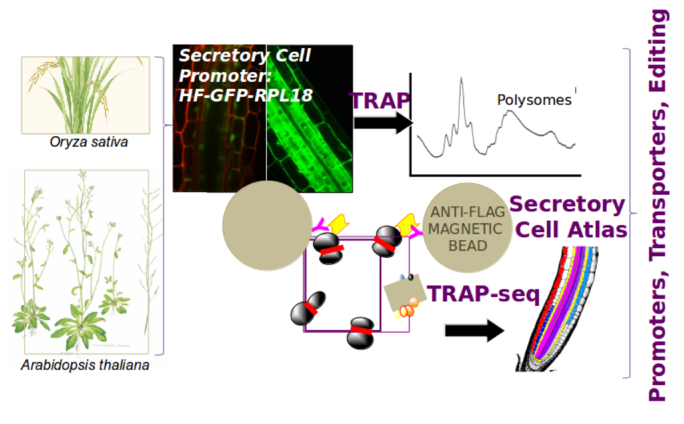 Oryza sativa
Arabidopsis thaliana
Secretory Cell
Promoter:
HF-GFP-RPL18
TRAP
Polysomes
ANTI-FLAG
MAGNETIC
BEAD
Secretory
Cell Atlas
TRAP-seq
Promoters, Transporters, Editing